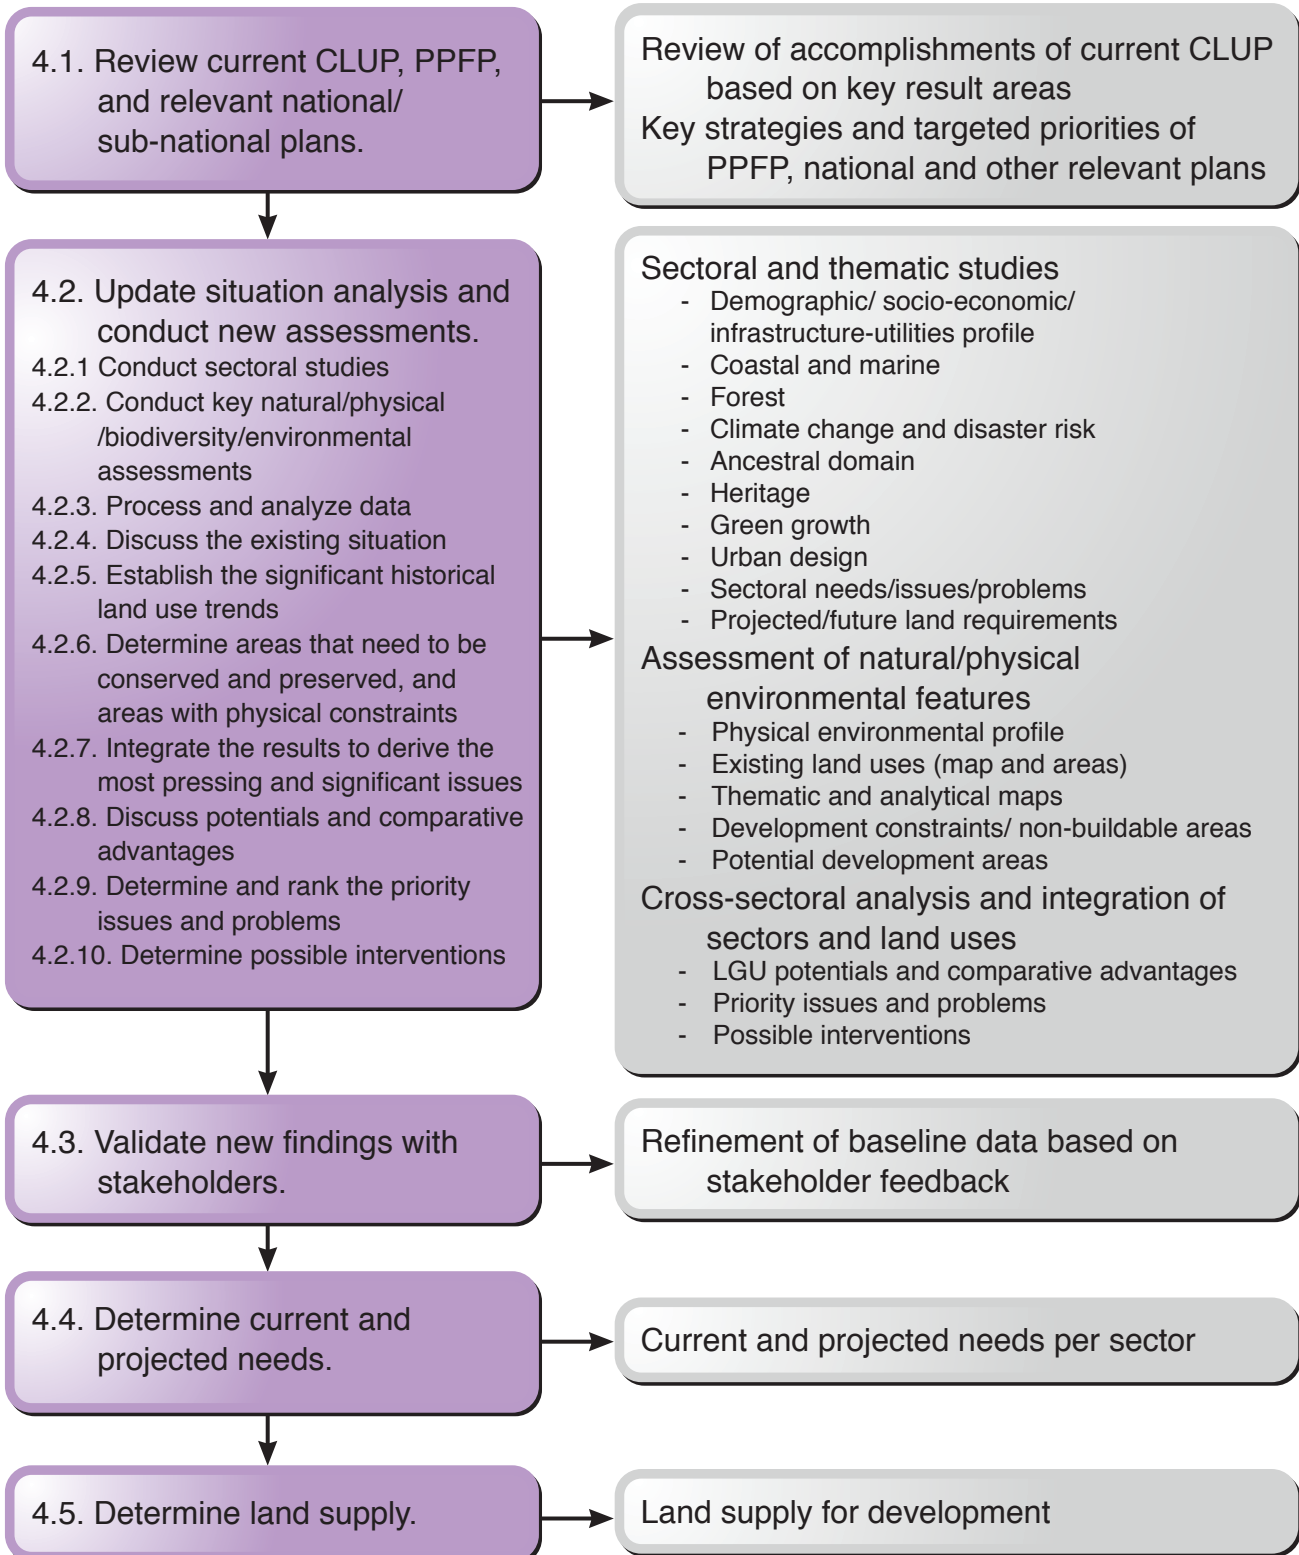 4.1. Review current CLUP, PPFP,
and relevant national/
sub-national plans.
Review of accomplishments of current CLUP
based on key result areas
Key strategies and targeted priorities of
PPFP, national and other relevant plans
4.2. Update situation analysis and
conduct new assessments.
4.2.1 Conduct sectoral studies
4.2.2. Conduct key natural/physical
/biodiversity/environmental
assessments
4.2.3. Process and analyze data
4.2.4. Discuss the existing situation
4.2.5. Establish the significant historical
land use trends
4.2.6. Determine areas that need to be
conserved and preserved, and
areas with physical constraints
4.2.7. Integrate the results to derive the
most pressing and significant issues
4.2.8. Discuss potentials and comparative
advantages
4.2.9. Determine and rank the priority
issues and problems
4.2.10. Determine possible interventions
Sectoral and thematic studies
- Demographic/ socio-economic/
infrastructure-utilities profile
- Coastal and marine
- Forest
- Climate change and disaster risk
- Ancestral domain
- Heritage
- Green growth
- Urban design
- Sectoral needs/issues/problems
- Projected/future land requirements
Assessment of natural/physical
environmental features
- Physical environmental profile
- Existing land uses (map and areas)
- Thematic and analytical maps
- Development constraints/ non-buildable areas
- Potential development areas
Cross-sectoral analysis and integration of
sectors and land uses
- LGU potentials and comparative advantages
- Priority issues and problems
- Possible interventions
4.3. Validate new findings with
stakeholders.
Refinement of baseline data based on
stakeholder feedback
4.4. Determine current and
projected needs.
Current and projected needs per sector
4.5. Determine land supply.
Land supply for development